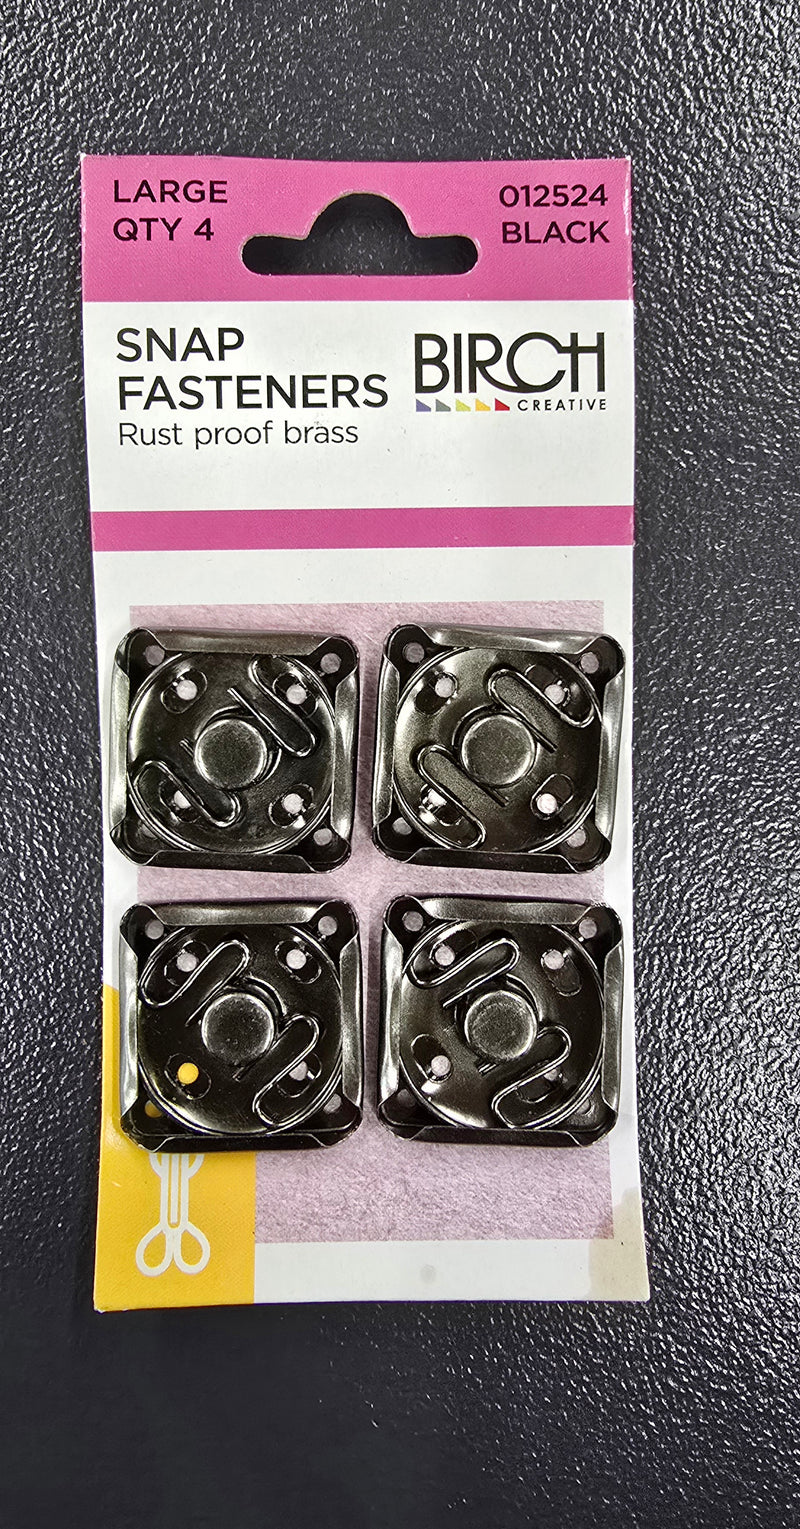 LARGE
QTY 4
012524
BLACK
SNAP
FASTENERS
Rust proof brass
BIRCH
CREATIVE